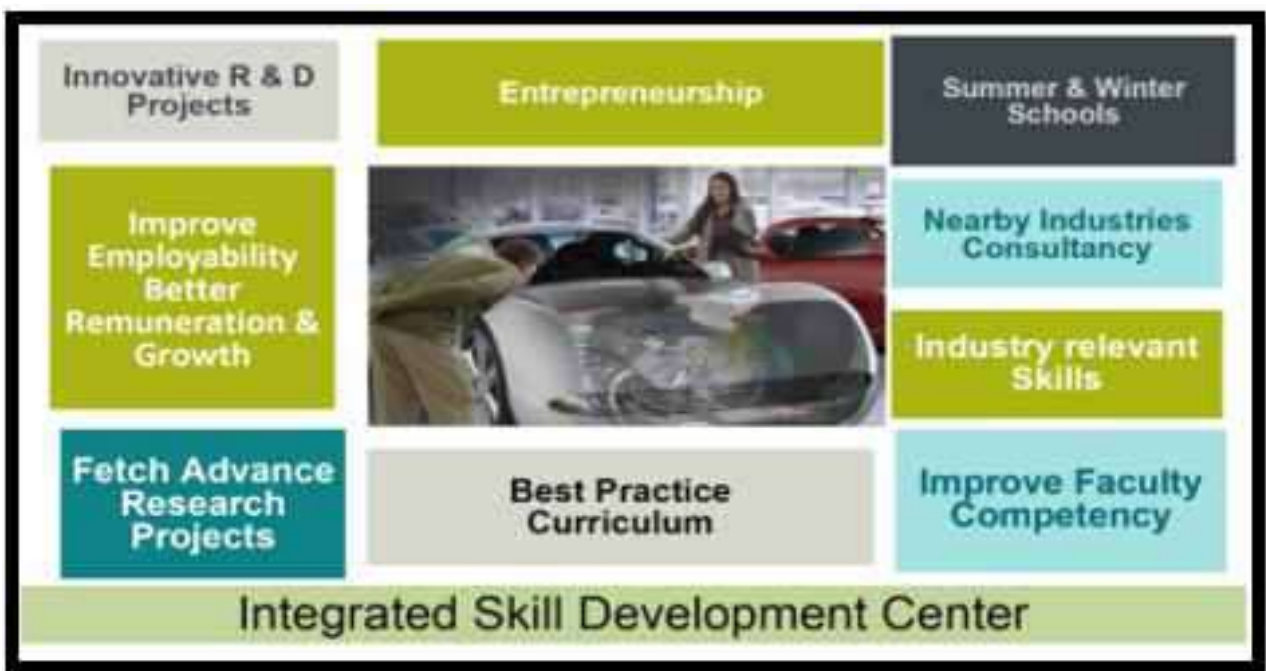 Innovative R & D
Projects
Entrepreneurship
Summer & Winter
Schools
Improve
Employability
Better
Remuneration &
Growth
Nearby Industries
Consultancy
Industry relevant
Skills
Fetch Advance
Research
Projects
Best Practice
Curriculum
Improve Faculty
Competency
Integrated Skill Development Center